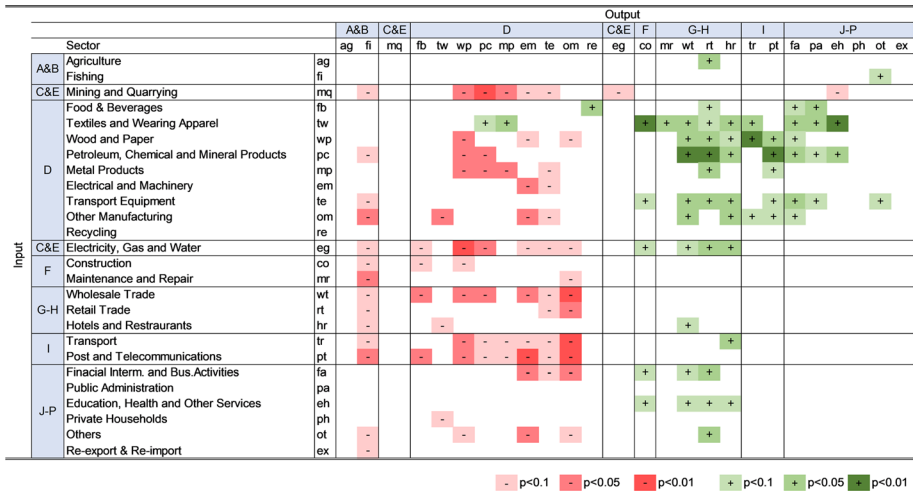 Output
A&B C&E D C&E F G-H I J-P
Sector ag fi mq fb tw wp pc mp em te om re eg co mr wt rt hr tr pt fa pa eh ph ot ex
Input
A&B Agriculture ag +
Fishing fi +
C&E Mining and Quarrying mq - - - - - - - -
D Food & Beverages fb + + + +
Textiles and Wearing Apparel tw + + + + + + + + + + +
Wood and Paper wp - - - + + + + + +
Petroleum, Chemical and Mineral Products pc - - - + + + + + + +
Metal Products mp - - - - + +
Electrical and Machinery em - -
Transport Equipment te - - + + + + + + +
Other Manufacturing om - - - - + + + + +
Recycling re
C&E Electricity, Gas and Water eg - - - - - - - + + + +
F Construction co - - -
Maintenance and Repair mr - -
G-H Wholesale Trade wt - - - - - - -
Retail Trade rt - - -
Hotels and Restraurants hr - - +
I Transport tr - - - - - - - +
Post and Telecommunications pt - - - - - - - -
J-P Finacial Interm. and Bus.Activities fa - - - + + +
Public Administration pa
Education, Health and Other Services eh + + + +
Private Households ph -
Others ot - - - - +
Re-export & Re-import ex -
- p<0.1 - p<0.05 - p<0.01 + p<0.1 + p<0.05 + p<0.01